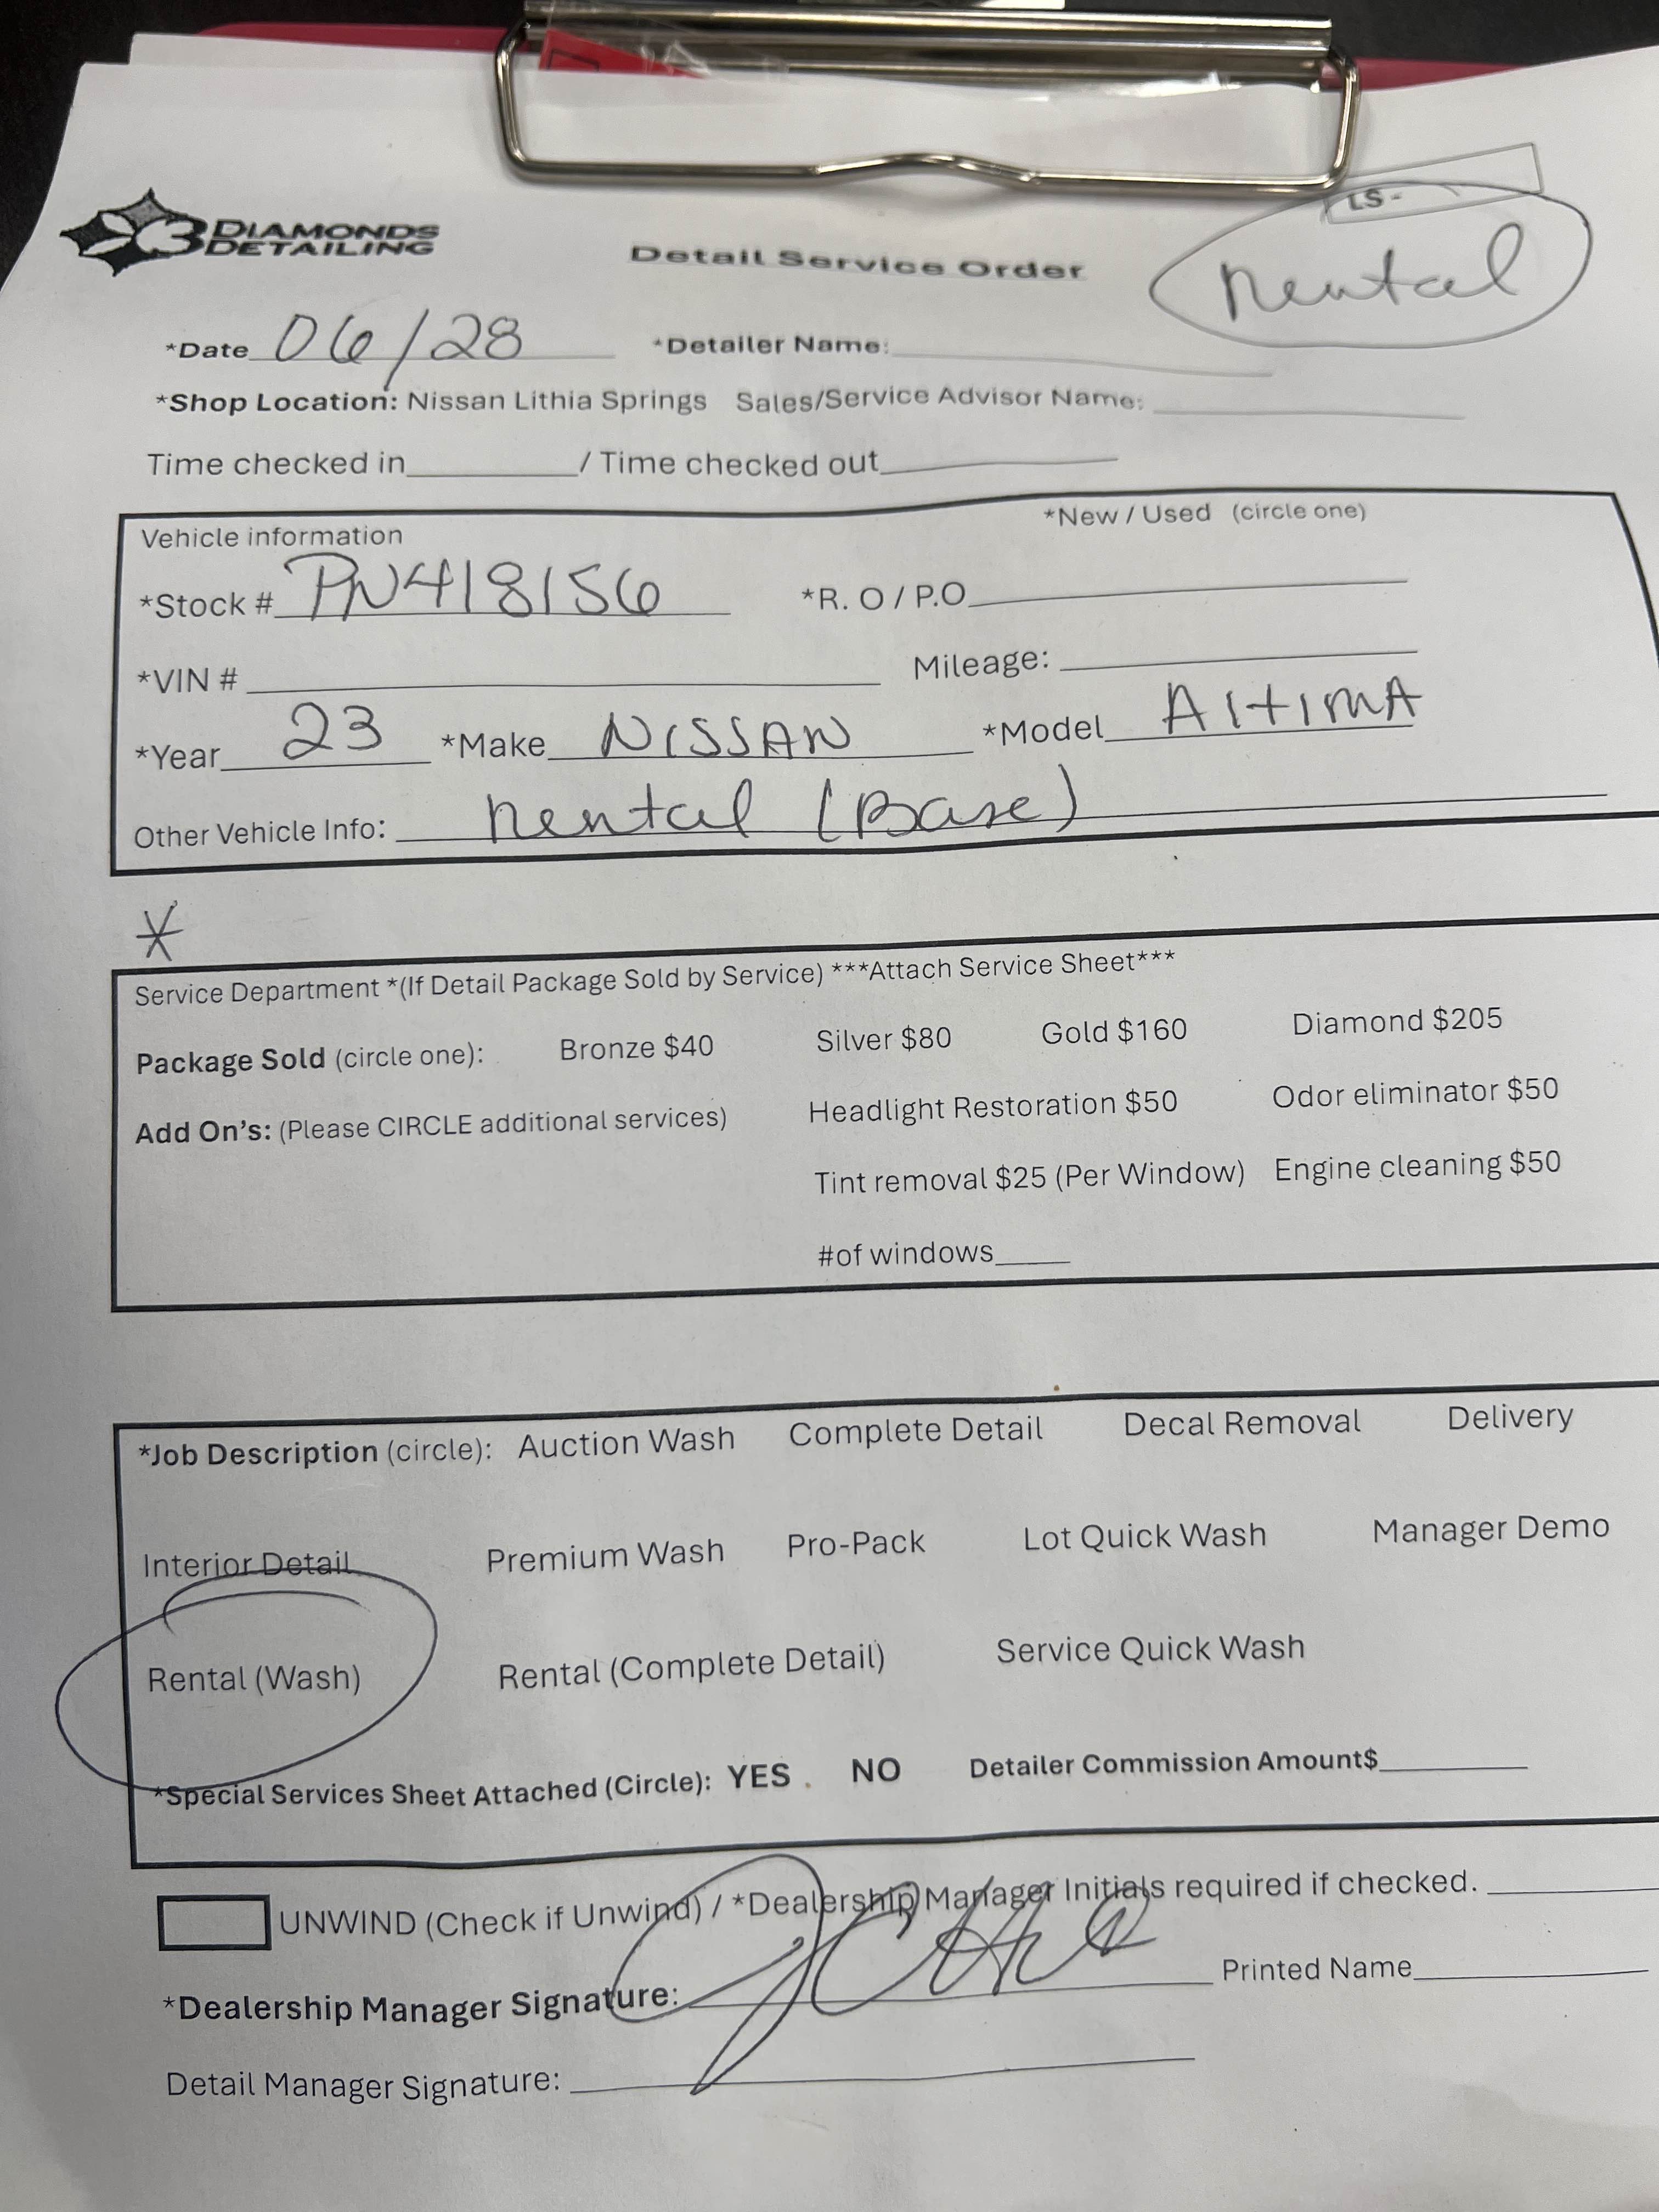 LS-
Rental
3 DIAMONDS
DETAILING
Detail Service Order
*Date 06/28 *Detailer Name:
*Shop Location: Nissan Lithia Springs Sales/Service Advisor Name:
Time checked in / Time checked out
Vehicle information *New / Used (circle one)
*Stock # PN418156 *R. O / P.O
*VIN # Mileage:
*Year 23 *Make NISSAN *Model AltimA
Other Vehicle Info: Rental (Base)
*
Service Department *(If Detail Package Sold by Service) ***Attach Service Sheet***
Package Sold (circle one): Bronze $40 Silver $80 Gold $160 Diamond $205
Add On's: (Please CIRCLE additional services) Headlight Restoration $50 Odor eliminator $50
Tint removal $25 (Per Window) Engine cleaning $50
#of windows
*Job Description (circle): Auction Wash Complete Detail Decal Removal Delivery
Interior Detail Premium Wash Pro-Pack Lot Quick Wash Manager Demo
Rental (Wash) Rental (Complete Detail) Service Quick Wash
*Special Services Sheet Attached (Circle): YES NO Detailer Commission Amount$
UNWIND (Check if Unwind) / *Dealership Manager Initials required if checked.
*Dealership Manager Signature: Printed Name
Detail Manager Signature: